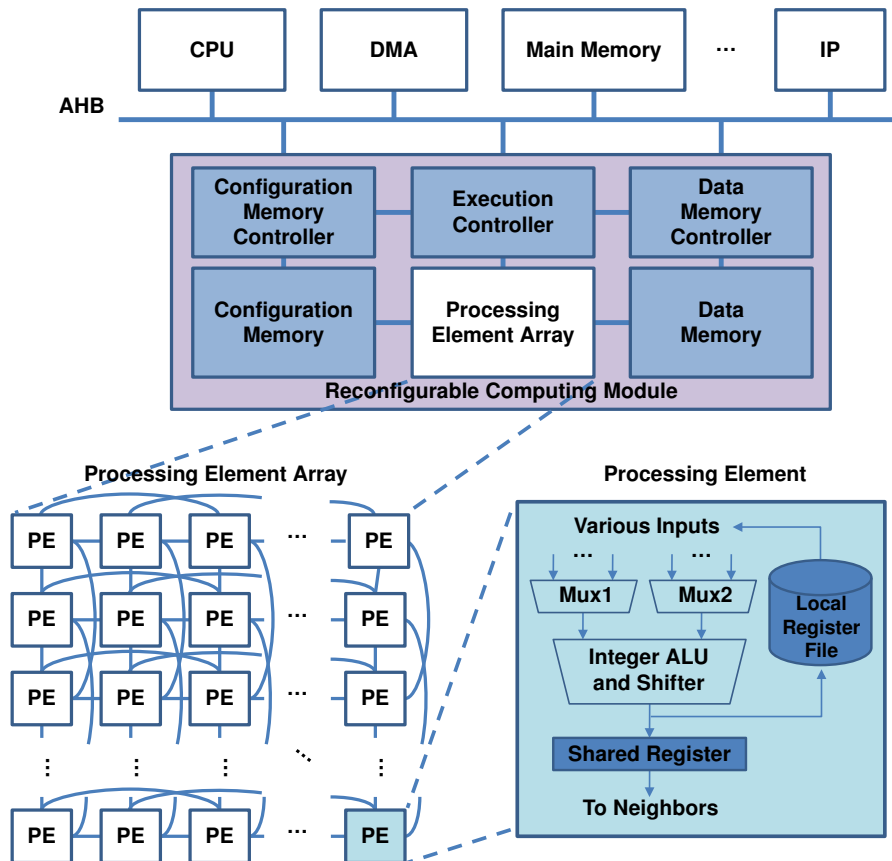 CPU
DMA
Main Memory
...
IP
AHB
Configuration
Memory
Controller
Execution
Controller
Data
Memory
Controller
Configuration
Memory
Processing
Element Array
Data
Memory
Reconfigurable Computing Module
Processing Element Array
PE PE PE ... PE
PE PE PE ... PE
PE PE PE ... PE
... ... ... ... ...
PE PE PE ... PE
Processing Element
Various Inputs
... ...
Mux1
Mux2
Local
Register
File
Integer ALU
and Shifter
Shared Register
To Neighbors